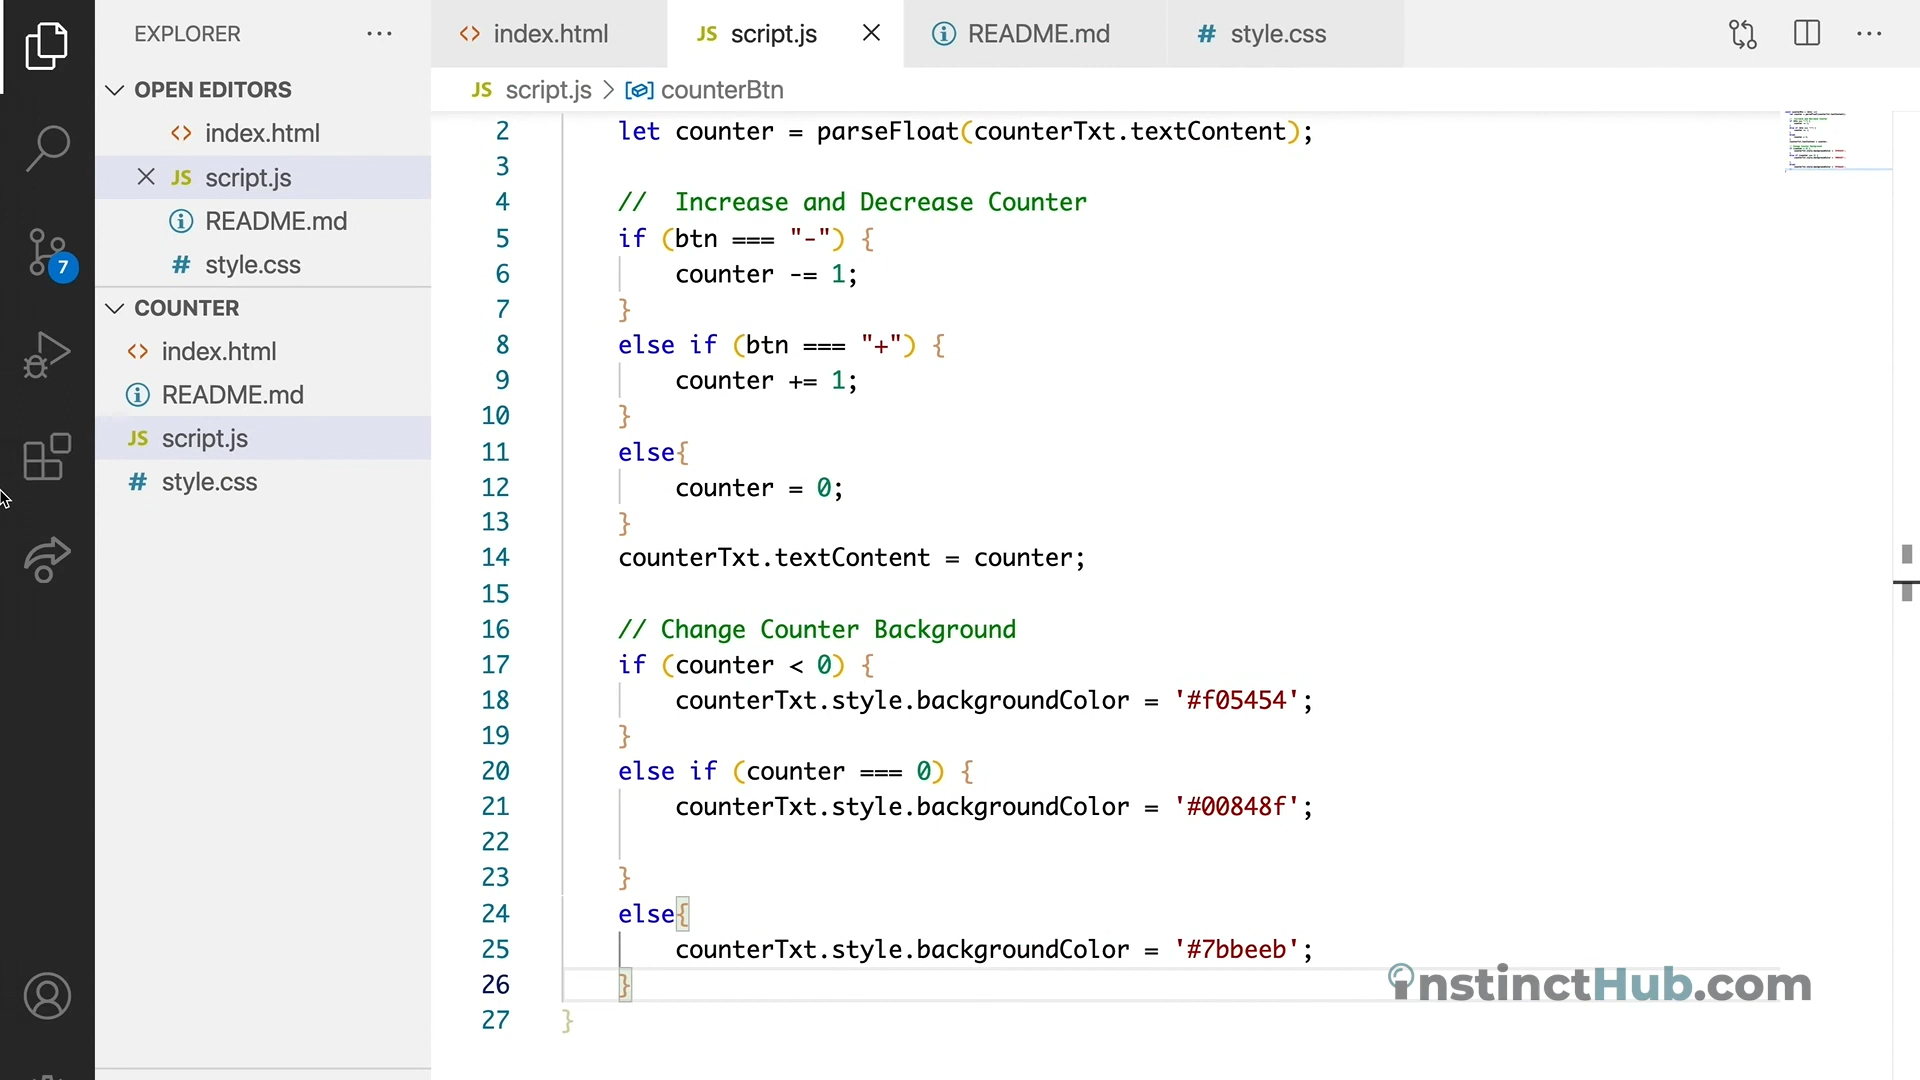 EXPLORER
OPEN EDITORS
index.html
JS script.js
README.md
# style.css
COUNTER
index.html
README.md
JS script.js
# style.css
7
index.html
JS script.js
README.md
# style.css
JS script.js > counterBtn
2 let counter = parseFloat(counterTxt.textContent);
3
4 //  Increase and Decrease Counter
5 if (btn === "-") {
6 counter -= 1;
7 }
8 else if (btn === "+") {
9 counter += 1;
10 }
11 else{
12 counter = 0;
13 }
14 counterTxt.textContent = counter;
15
16 // Change Counter Background
17 if (counter < 0) {
18 counterTxt.style.backgroundColor = '#f05454';
19 }
20 else if (counter === 0) {
21 counterTxt.style.backgroundColor = '#00848f';
22
23 }
24 else{
25 counterTxt.style.backgroundColor = '#7bbeeb';
26 }
27 }
instinctHub.com